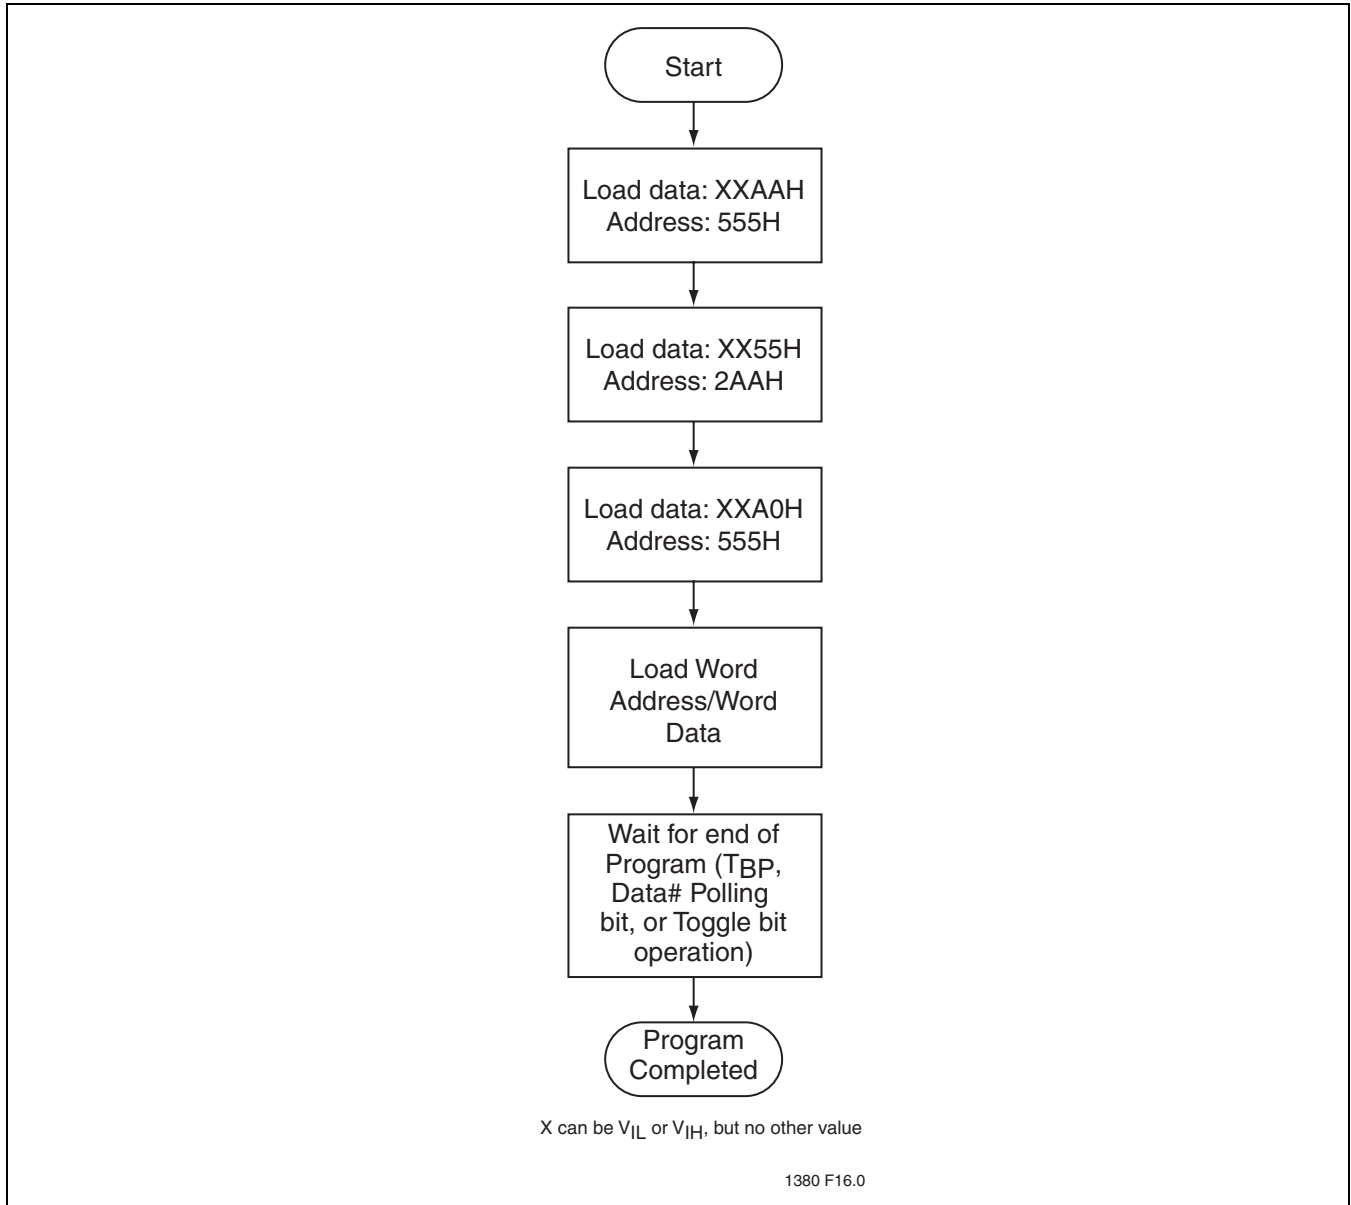 Start
Load data: XXAAH
Address: 555H
Load data: XX55H
Address: 2AAH
Load data: XXA0H
Address: 555H
Load Word
Address/Word
Data
Wait for end of
Program (TBP,
Data# Polling
bit, or Toggle bit
operation)
Program
Completed
X can be VIL or VIH, but no other value
1380 F16.0